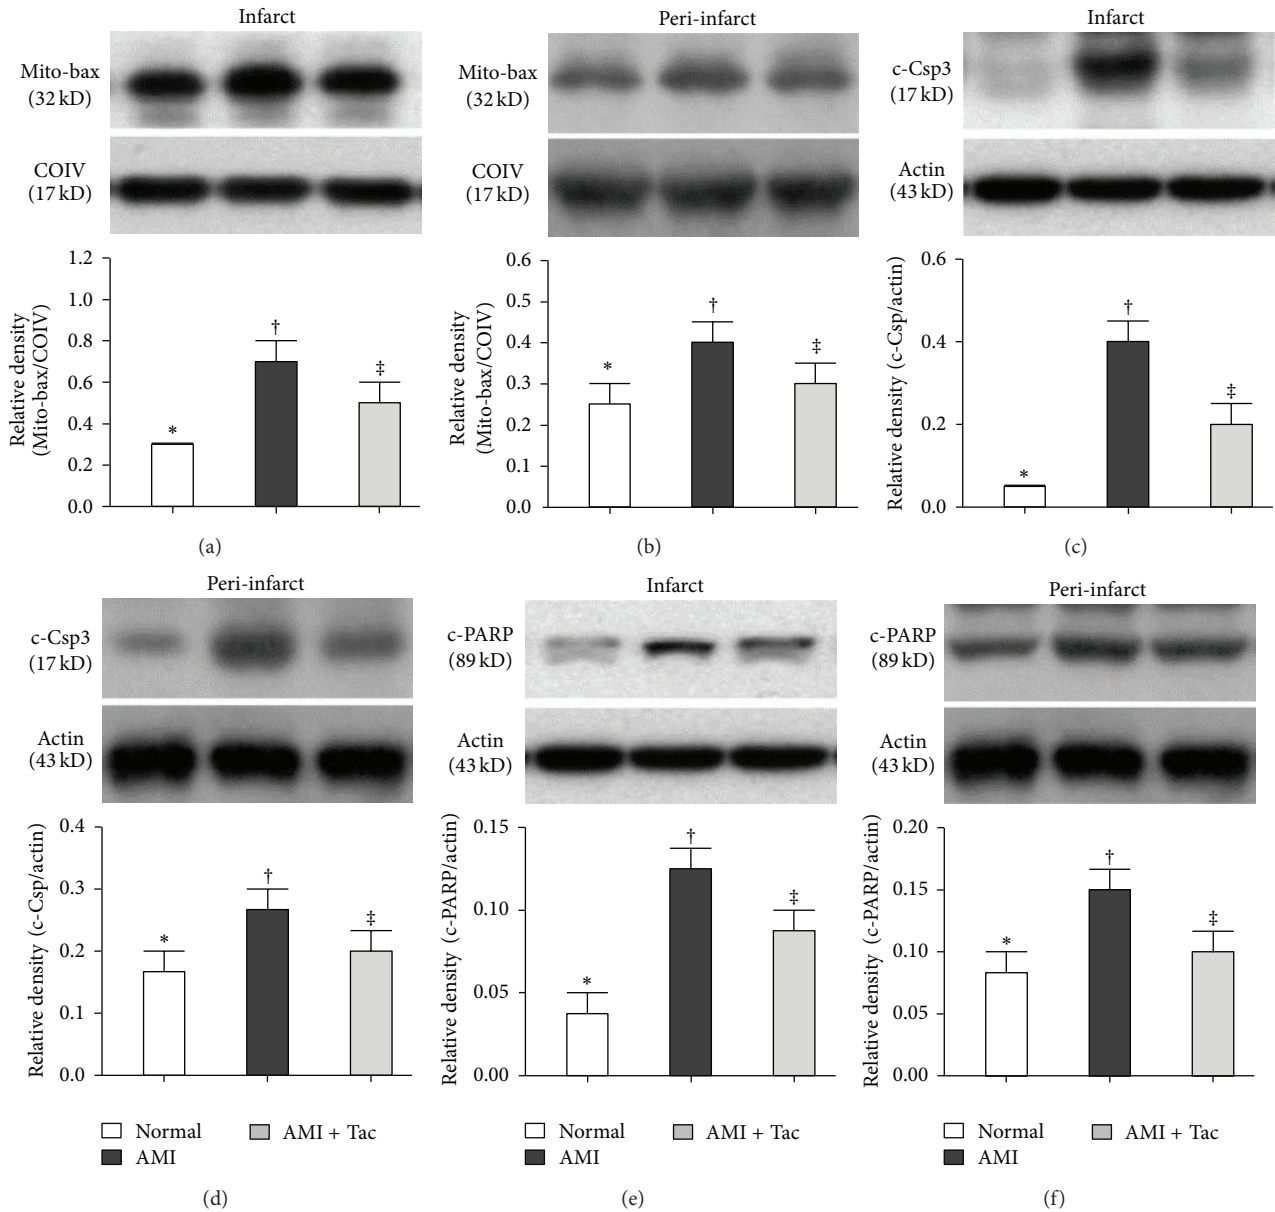 Infarct
Mito-bax
(32 kD)
COIV
(17 kD)
Relative density
(Mito-bax/COIV)
1.2
1.0
0.8
0.6
0.4
0.2
0.0
*
†
‡
(a)
Peri-infarct
Mito-bax
(32 kD)
COIV
(17 kD)
Relative density
(Mito-bax/COIV)
0.6
0.5
0.4
0.3
0.2
0.1
0.0
*
†
‡
(b)
Infarct
c-Csp3
(17 kD)
Actin
(43 kD)
Relative density (c-Csp/actin)
0.6
0.4
0.2
0.0
*
†
‡
(c)
Peri-infarct
c-Csp3
(17 kD)
Actin
(43 kD)
Relative density (c-Csp/actin)
0.4
0.3
0.2
0.1
0.0
*
†
‡
Normal
AMI + Tac
AMI
(d)
Infarct
c-PARP
(89 kD)
Actin
(43 kD)
Relative density (c-PARP/actin)
0.15
0.10
0.05
0.00
*
†
‡
Normal
AMI + Tac
AMI
(e)
Peri-infarct
c-PARP
(89 kD)
Actin
(43 kD)
Relative density (c-PARP/actin)
0.20
0.15
0.10
0.05
0.00
*
†
‡
Normal
AMI + Tac
AMI
(f)